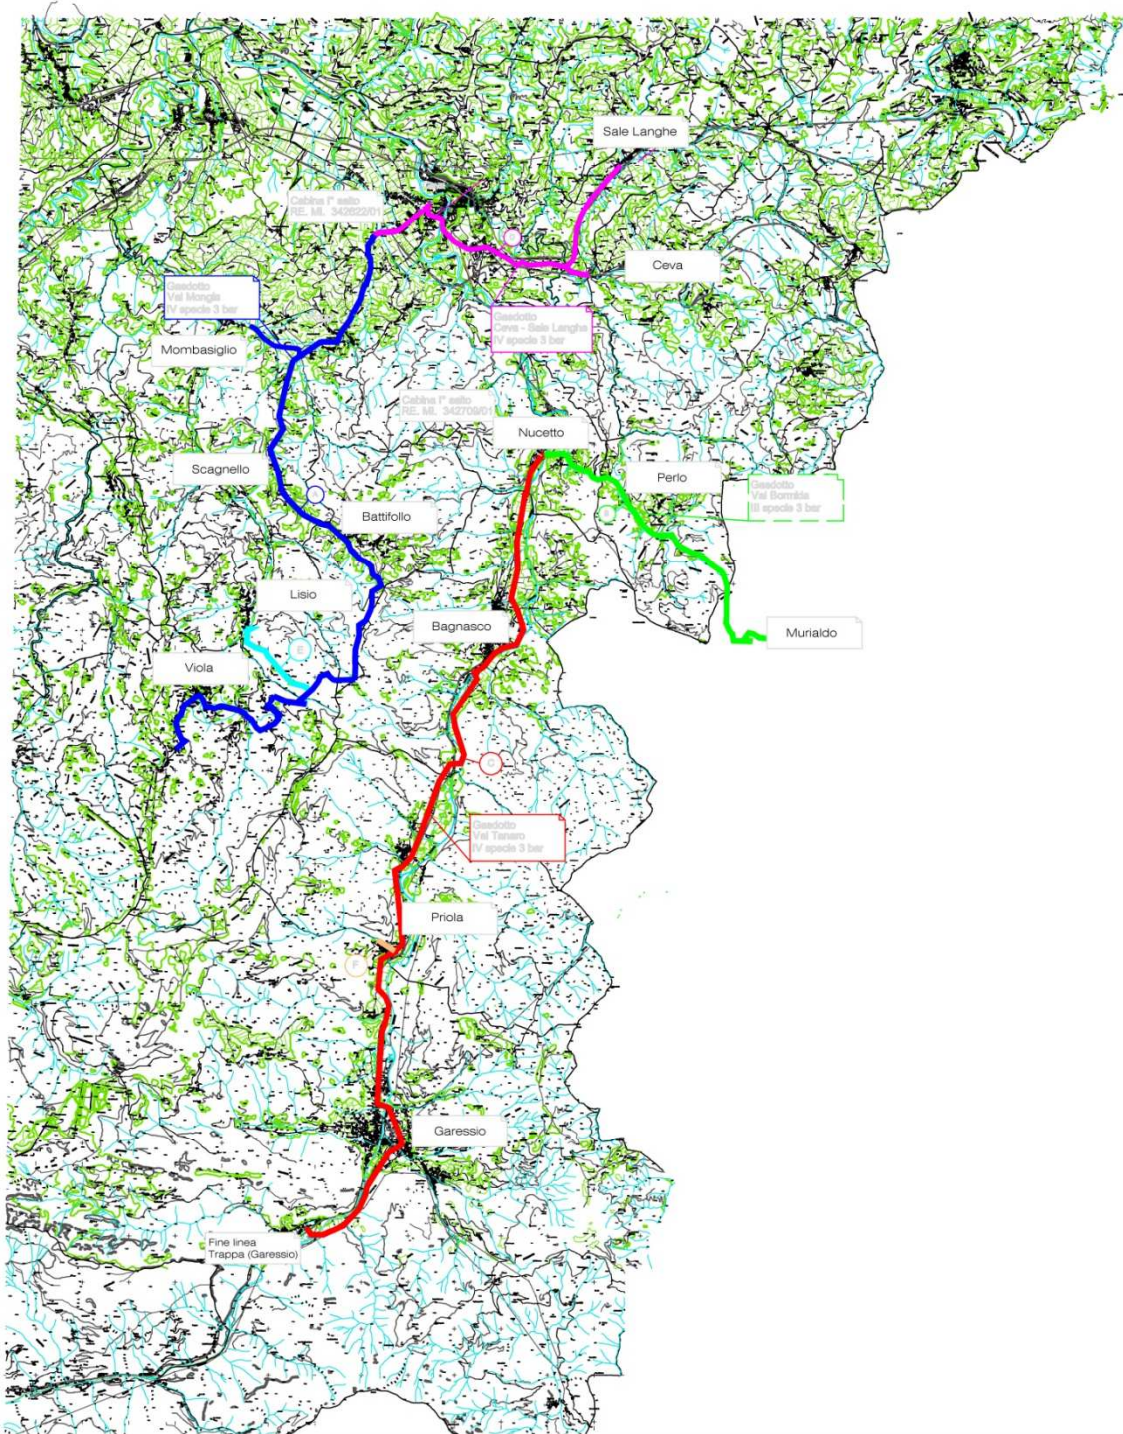 Sale Langhe
Cabina I° salto
RE. MI. 342822/01
Ceva
Gasdotto
Val Mongia
IV specie 3 bar
Gasdotto
Ceva - Sale Langhe
IV specie 3 bar
Mombasiglio
Cabina I° salto
RE. MI. 342709/01
Nucetto
Scagnello
Perlo
Gasdotto
Val Bormida
III specie 3 bar
A
Battifollo
B
Lisio
Bagnasco
Murialdo
E
Viola
C
Gasdotto
Val Tanaro
IV specie 3 bar
Priola
F
Garessio
Fine linea
Trappa (Garessio)